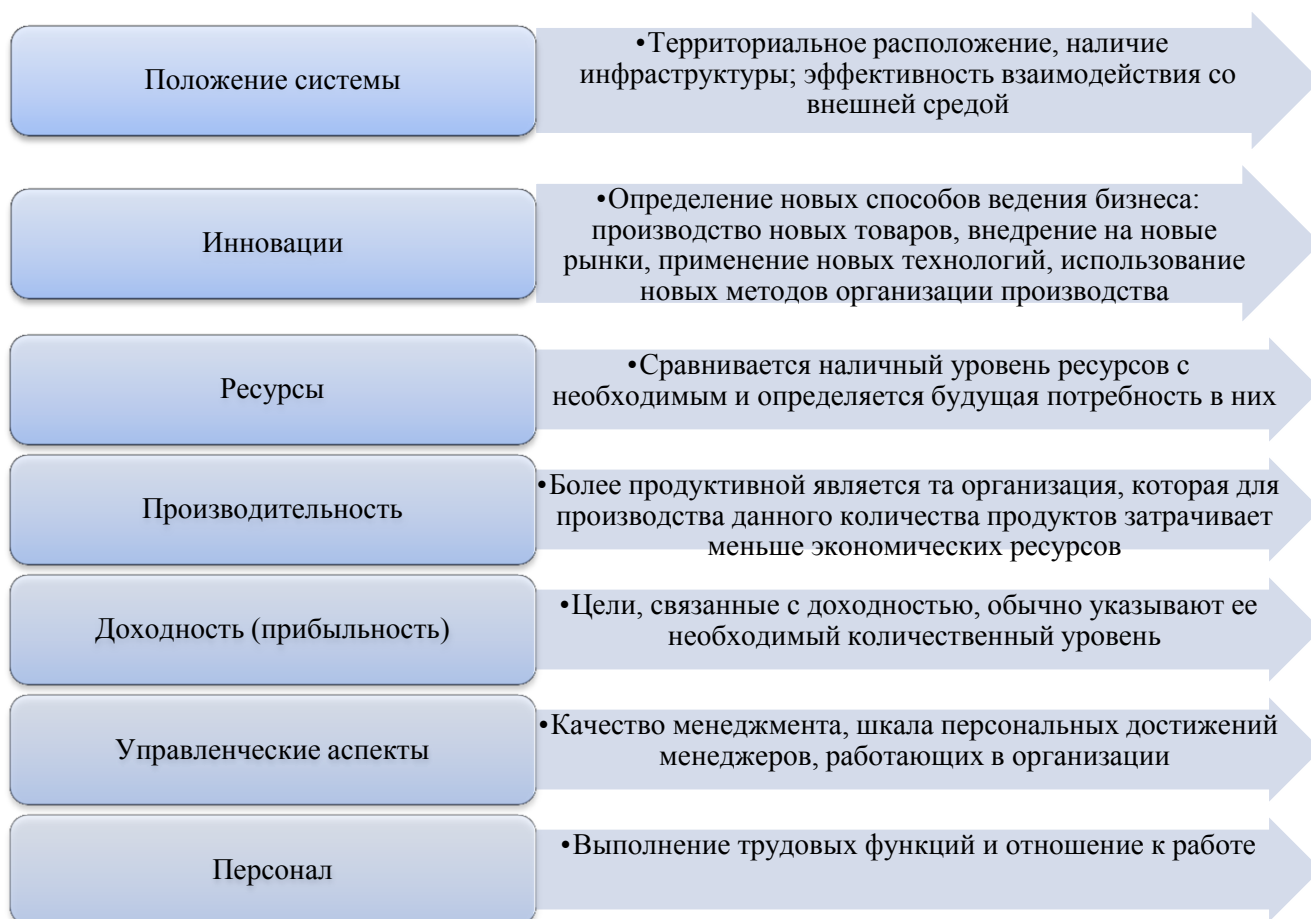 Положение системы
•Территориальное расположение, наличие
инфраструктуры; эффективность взаимодействия со
внешней средой
Инновации
•Определение новых способов ведения бизнеса:
производство новых товаров, внедрение на новые
рынки, применение новых технологий, использование
новых методов организации производства
Ресурсы
•Сравнивается наличный уровень ресурсов с
необходимым и определяется будущая потребность в них
Производительность
•Более продуктивной является та организация, которая для
производства данного количества продуктов затрачивает
меньше экономических ресурсов
Доходность (прибыльность)
•Цели, связанные с доходностью, обычно указывают ее
необходимый количественный уровень
Управленческие аспекты
•Качество менеджмента, шкала персональных достижений
менеджеров, работающих в организации
Персонал
•Выполнение трудовых функций и отношение к работе